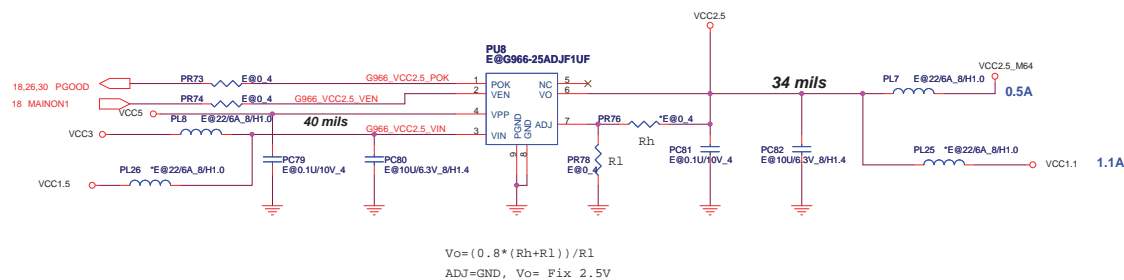 VCC2.5
PU8
E@G966-25ADJF1UF
18,26,30 PGOOD
PR73 E@0_4
G966_VCC2.5_POK
1 POK
NC 5
18 MAINON1
PR74 E@0_4
G966_VCC2.5_VEN
2 VEN
VO 6
34 mils
VCC2.5_M64
PL7 E@22/6A_8/H1.0
0.5A
VCC5
4 VPP
PL8 E@22/6A_8/H1.0
40 mils
VCC3
G966_VCC2.5_VIN
3 VIN
ADJ 7
PR76 *E@0_4
Rh
PGND
GND
9
8
PR78
E@0_4
Rl
PC79
E@0.1U/10V_4
PC80
E@10U/6.3V_8/H1.4
PC81
E@0.1U/10V_4
PC82
E@10U/6.3V_8/H1.4
PL25 *E@22/6A_8/H1.0
VCC1.1
1.1A
PL26 *E@22/6A_8/H1.0
VCC1.5
Vo=(0.8*(Rh+Rl))/Rl
ADJ=GND, Vo= Fix 2.5V